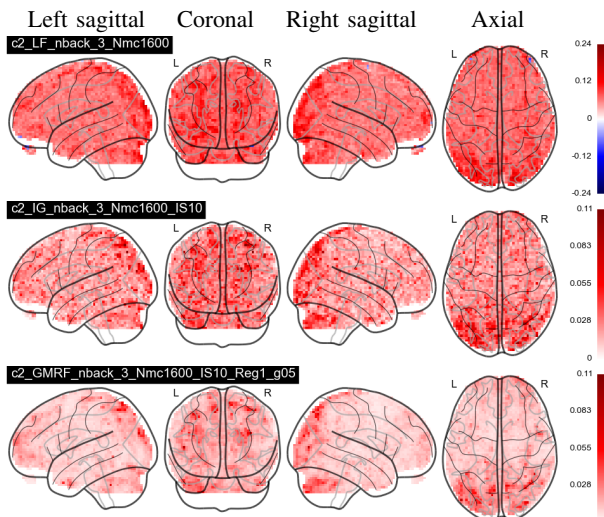 Left sagittal Coronal Right sagittal Axial
c2_LF_nback_3_Nmc1600
L R L R
0.24
0.12
0
-0.12
-0.24
c2_IG_nback_3_Nmc1600_IS10
L R L R
0.11
0.083
0.055
0.028
0
c2_GMRF_nback_3_Nmc1600_IS10_Reg1_g05
L R L R
0.11
0.083
0.055
0.028